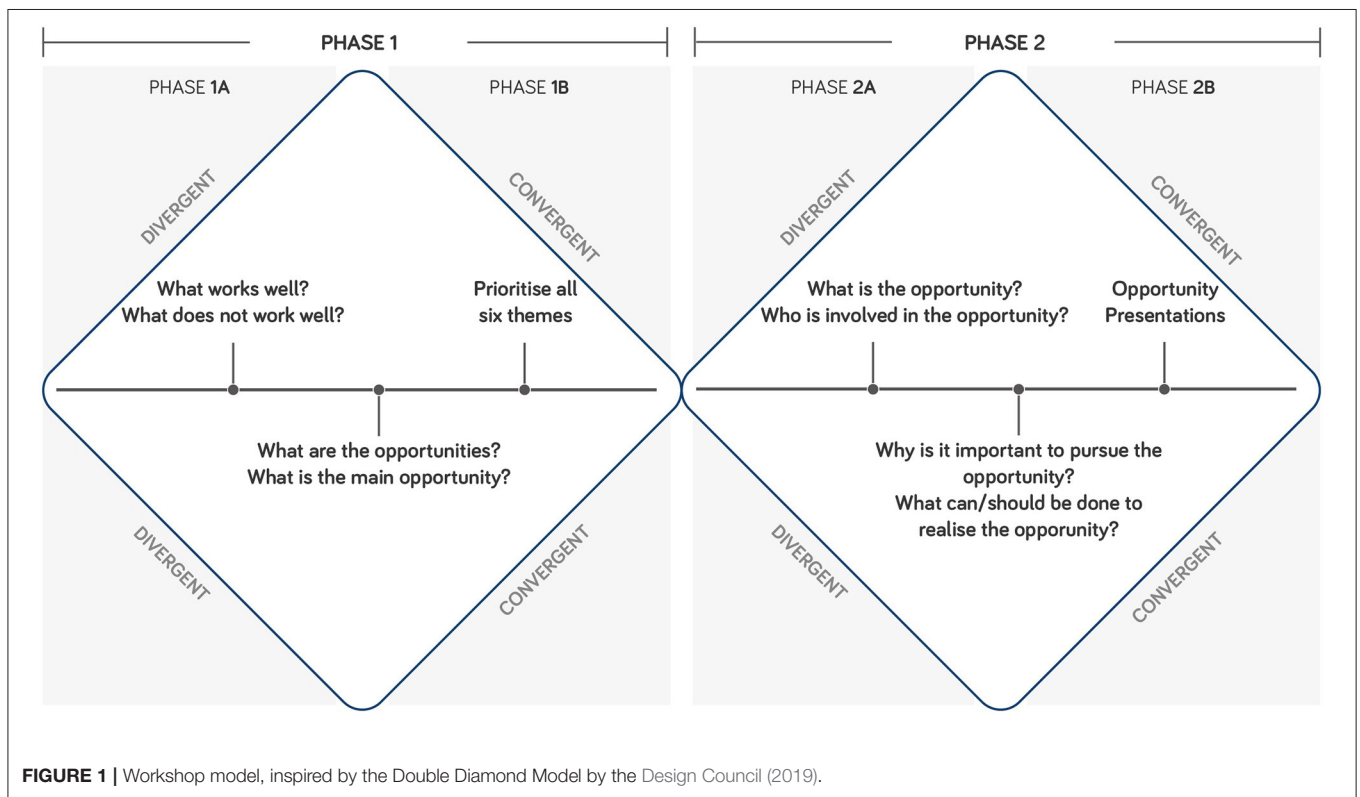 PHASE 1
PHASE 2
PHASE 1A
PHASE 1B
PHASE 2A
PHASE 2B
DIVERGENT
CONVERGENT
DIVERGENT
CONVERGENT
What works well?
What does not work well?
Prioritise all
six themes
What is the opportunity?
Who is involved in the opportunity?
Opportunity
Presentations
What are the opportunities?
What is the main opportunity?
Why is it important to pursue the
opportunity?
What can/should be done to
realise the opporunity?
DIVERGENT
CONVERGENT
DIVERGENT
CONVERGENT
FIGURE 1 | Workshop model, inspired by the Double Diamond Model by the Design Council (2019).